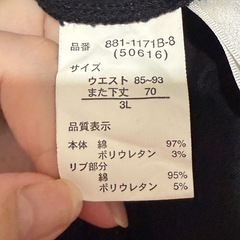 品番 881-1171B-8
(50616)
サイズ
ウエスト 85~93
また下丈 70
3L
品質表示
本体 綿 97%
ポリウレタン 3%
リブ部分
綿 95%
ポリウレタン 5%